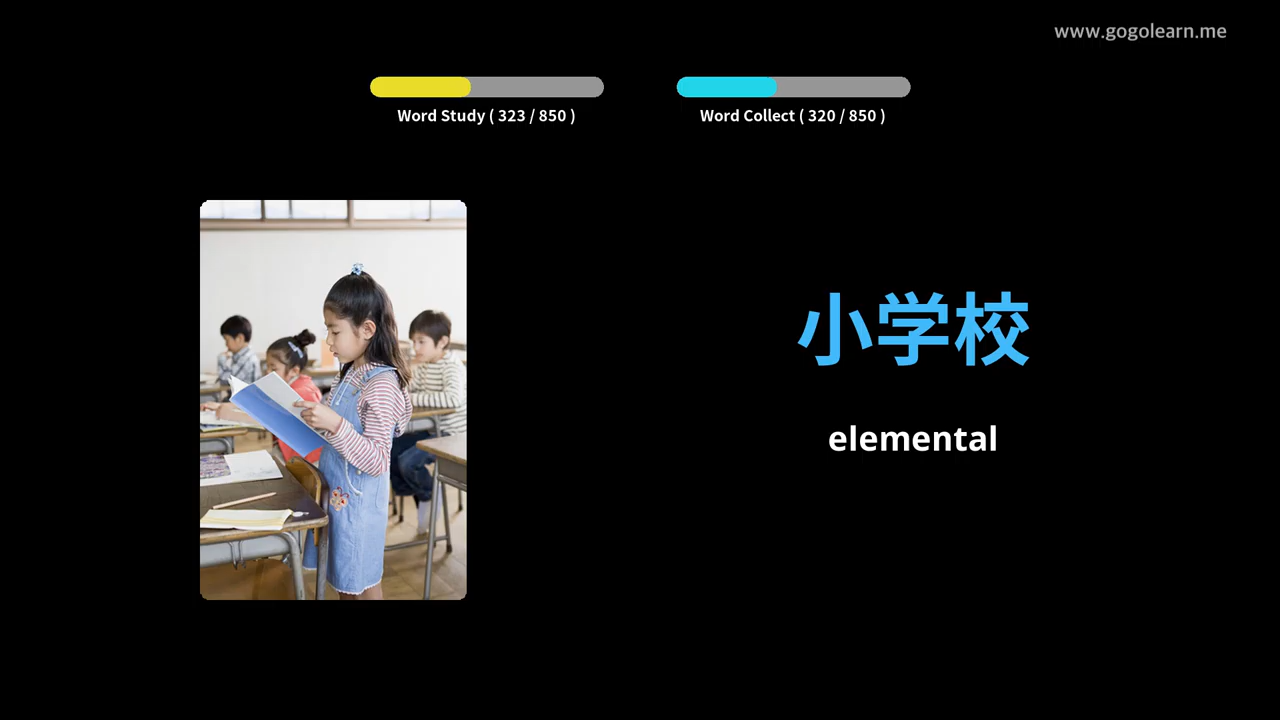 www.gogolearn.me
Word Study ( 323 / 850 )
Word Collect ( 320 / 850 )
小学校
elemental